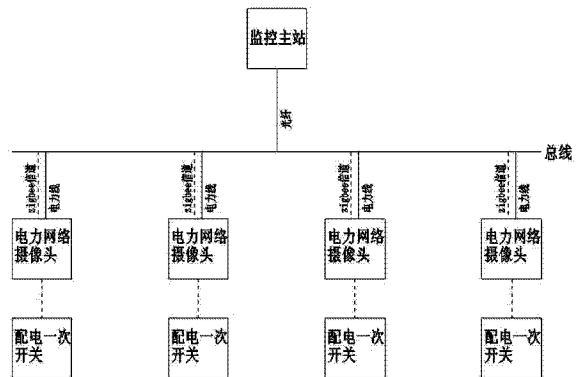 监控主站
光纤
总线
zigbee信道
电力线
zigbee信道
电力线
zigbee信道
电力线
zigbee信道
电力线
电力网络
摄像头
电力网络
摄像头
电力网络
摄像头
电力网络
摄像头
配电一次
开关
配电一次
开关
配电一次
开关
配电一次
开关